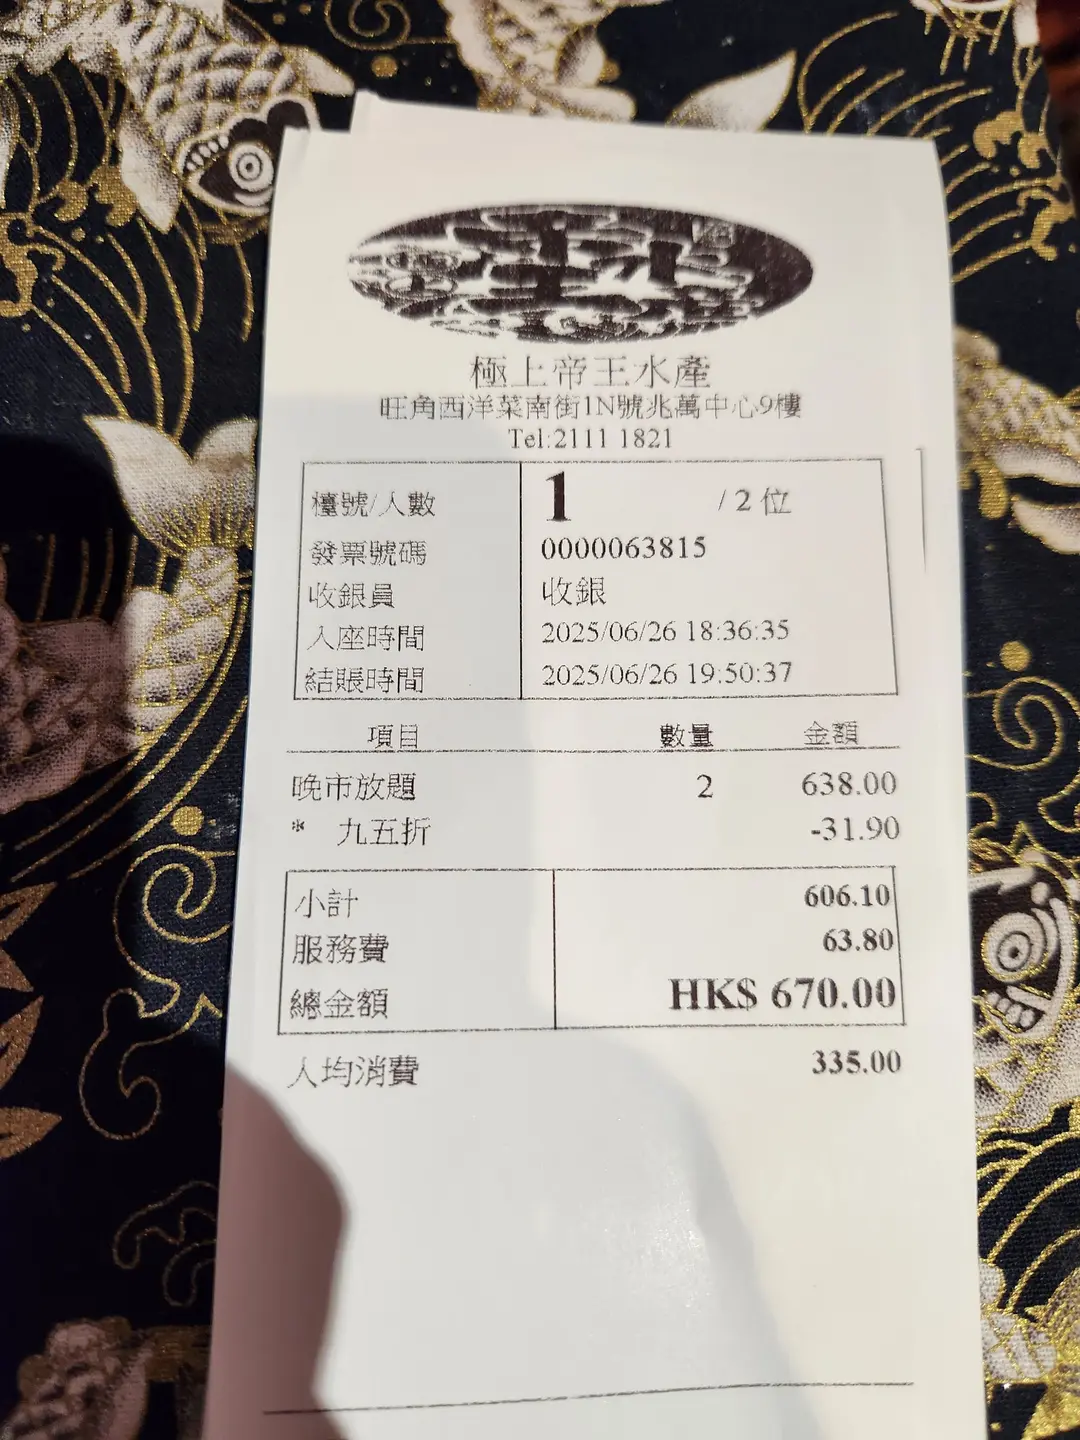 極上帝王水產
旺角西洋菜南街1N號兆萬中心9樓
Tel:2111 1821
檯號/人數 1 / 2 位
發票號碼 0000063815
收銀員 收銀
入座時間 2025/06/26 18:36:35
結賬時間 2025/06/26 19:50:37
項目 數量 金額
晚市放題 2 638.00
* 九五折 -31.90
小計 606.10
服務費 63.80
總金額 HK$ 670.00
人均消費 335.00